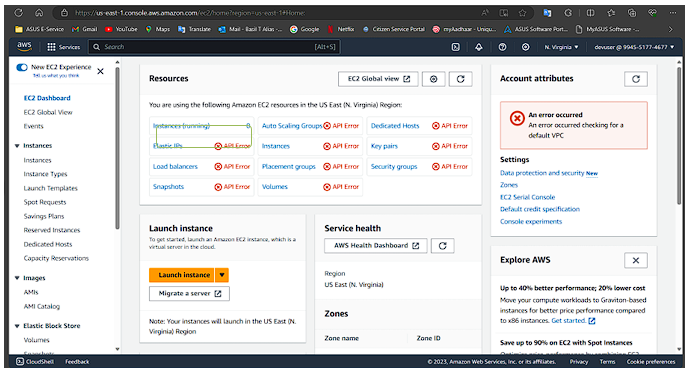 https://us-east-1.console.aws.amazon.com/ec2/home?region=us-east-1#Home:
ASUS E-Service Gmail YouTube Maps Translate Mail - Basil T Alias -... Google Netflix Citizen Service Portal myAadhaar - Uniqu... ASUS Software Port... MyASUS Software -...
aws Services Search [Alt+S] N. Virginia devuser @ 9945-5177-4677
New EC2 Experience
Tell us what you think
EC2 Dashboard
EC2 Global View
Events
Instances
Instances
Instance Types
Launch Templates
Spot Requests
Savings Plans
Reserved Instances
Dedicated Hosts
Capacity Reservations
Images
AMIs
AMI Catalog
Elastic Block Store
Volumes
Snapshots
Resources EC2 Global view
You are using the following Amazon EC2 resources in the US East (N. Virginia) Region:
Instances (running) 0 Auto Scaling Groups API Error Dedicated Hosts API Error
Elastic IPs API Error Instances API Error Key pairs API Error
Load balancers API Error Placement groups API Error Security groups API Error
Snapshots API Error Volumes API Error
Launch instance
To get started, launch an Amazon EC2 instance, which is a
virtual server in the cloud.
Launch instance
Migrate a server
Note: Your instances will launch in the US East (N.
Virginia) Region
Service health
AWS Health Dashboard
Region
US East (N. Virginia)
Zones
Zone name Zone ID
Account attributes
An error occurred
An error occurred checking for a
default VPC
Settings
Data protection and security New
Zones
EC2 Serial Console
Default credit specification
Console experiments
Explore AWS
Up to 40% better performance; 20% lower cost
Move your compute workloads to Graviton-based
instances for better price performance compared
to x86 instances. Get started.
Save up to 90% on EC2 with Spot Instances
CloudShell Feedback © 2023, Amazon Web Services, Inc. or its affiliates. Privacy Terms Cookie preferences